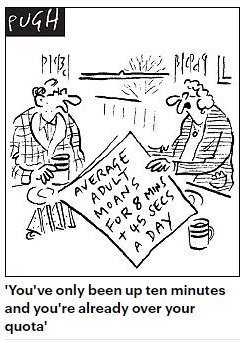 PUGH
AVERAGE
ADULT
MOANS
FOR 8 MINS
+ 45 SECS
A DAY
'You've only been up ten minutes
and you're already over your
quota'